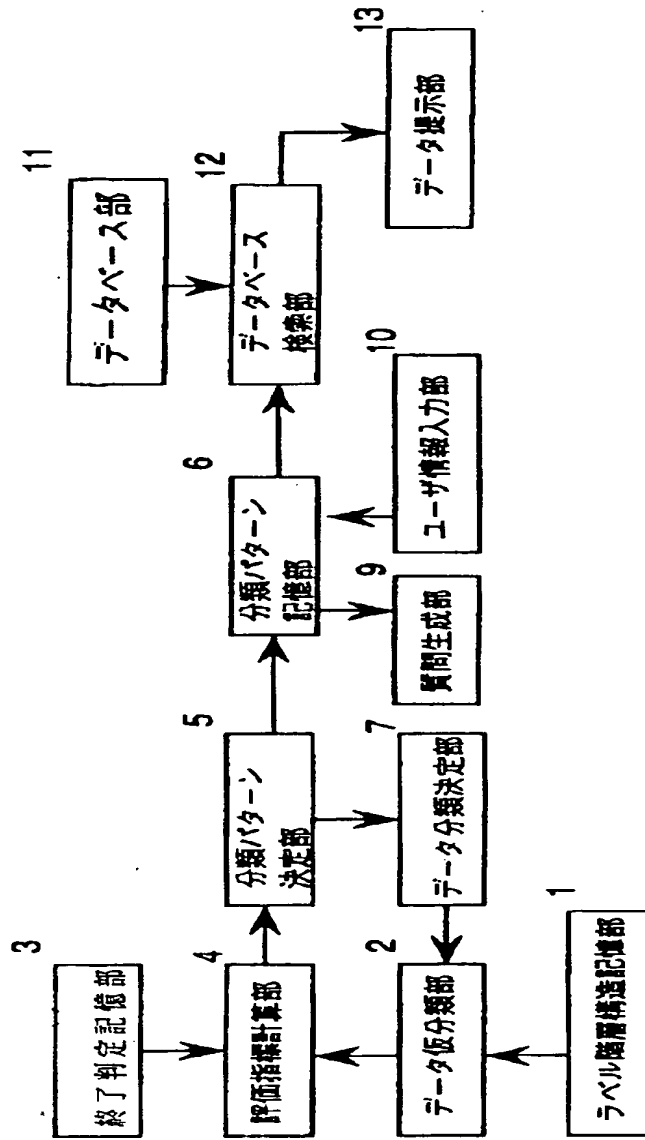 3
終了判定記憶部
4
評価指標計算部
2
データ仮分類部
1
ラベル階層構造記憶部
5
分類パターン
決定部
7
データ分類決定部
6
分類パターン
記憶部
9
質問生成部
10
ユーザ情報入力部
11
データベース部
12
データベース
検索部
13
データ提示部